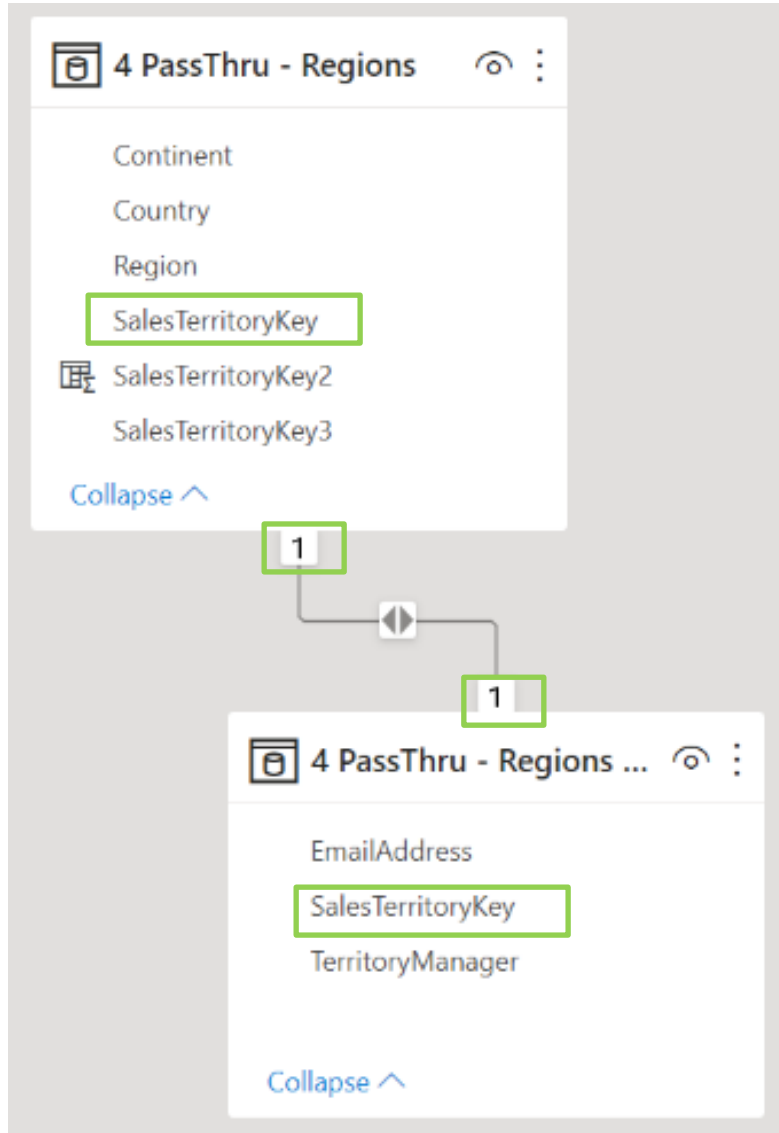 4 PassThru - Regions
Continent
Country
Region
SalesTerritoryKey
SalesTerritoryKey2
SalesTerritoryKey3
Collapse
1
1
4 PassThru - Regions ...
EmailAddress
SalesTerritoryKey
TerritoryManager
Collapse